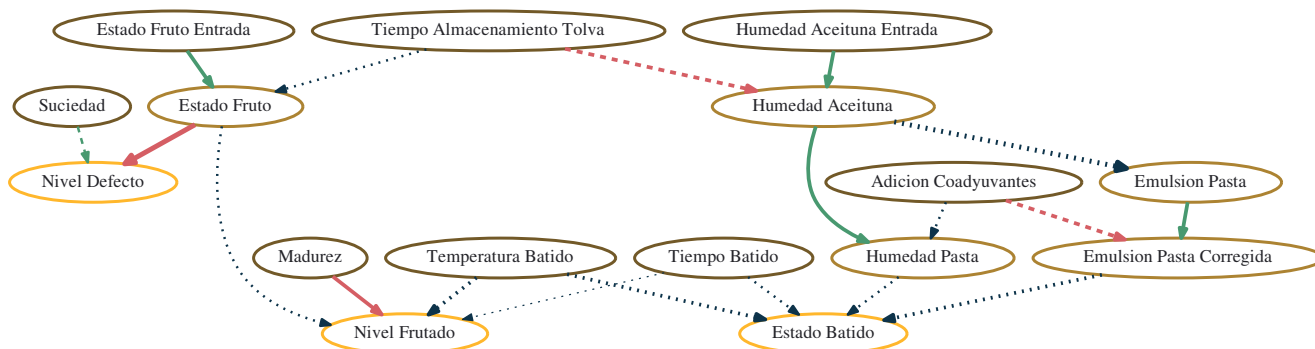 Estado Fruto Entrada
Tiempo Almacenamiento Tolva
Humedad Aceituna Entrada
Suciedad
Estado Fruto
Humedad Aceituna
Nivel Defecto
Adicion Coadyuvantes
Emulsion Pasta
Madurez
Temperatura Batido
Tiempo Batido
Humedad Pasta
Emulsion Pasta Corregida
Nivel Frutado
Estado Batido